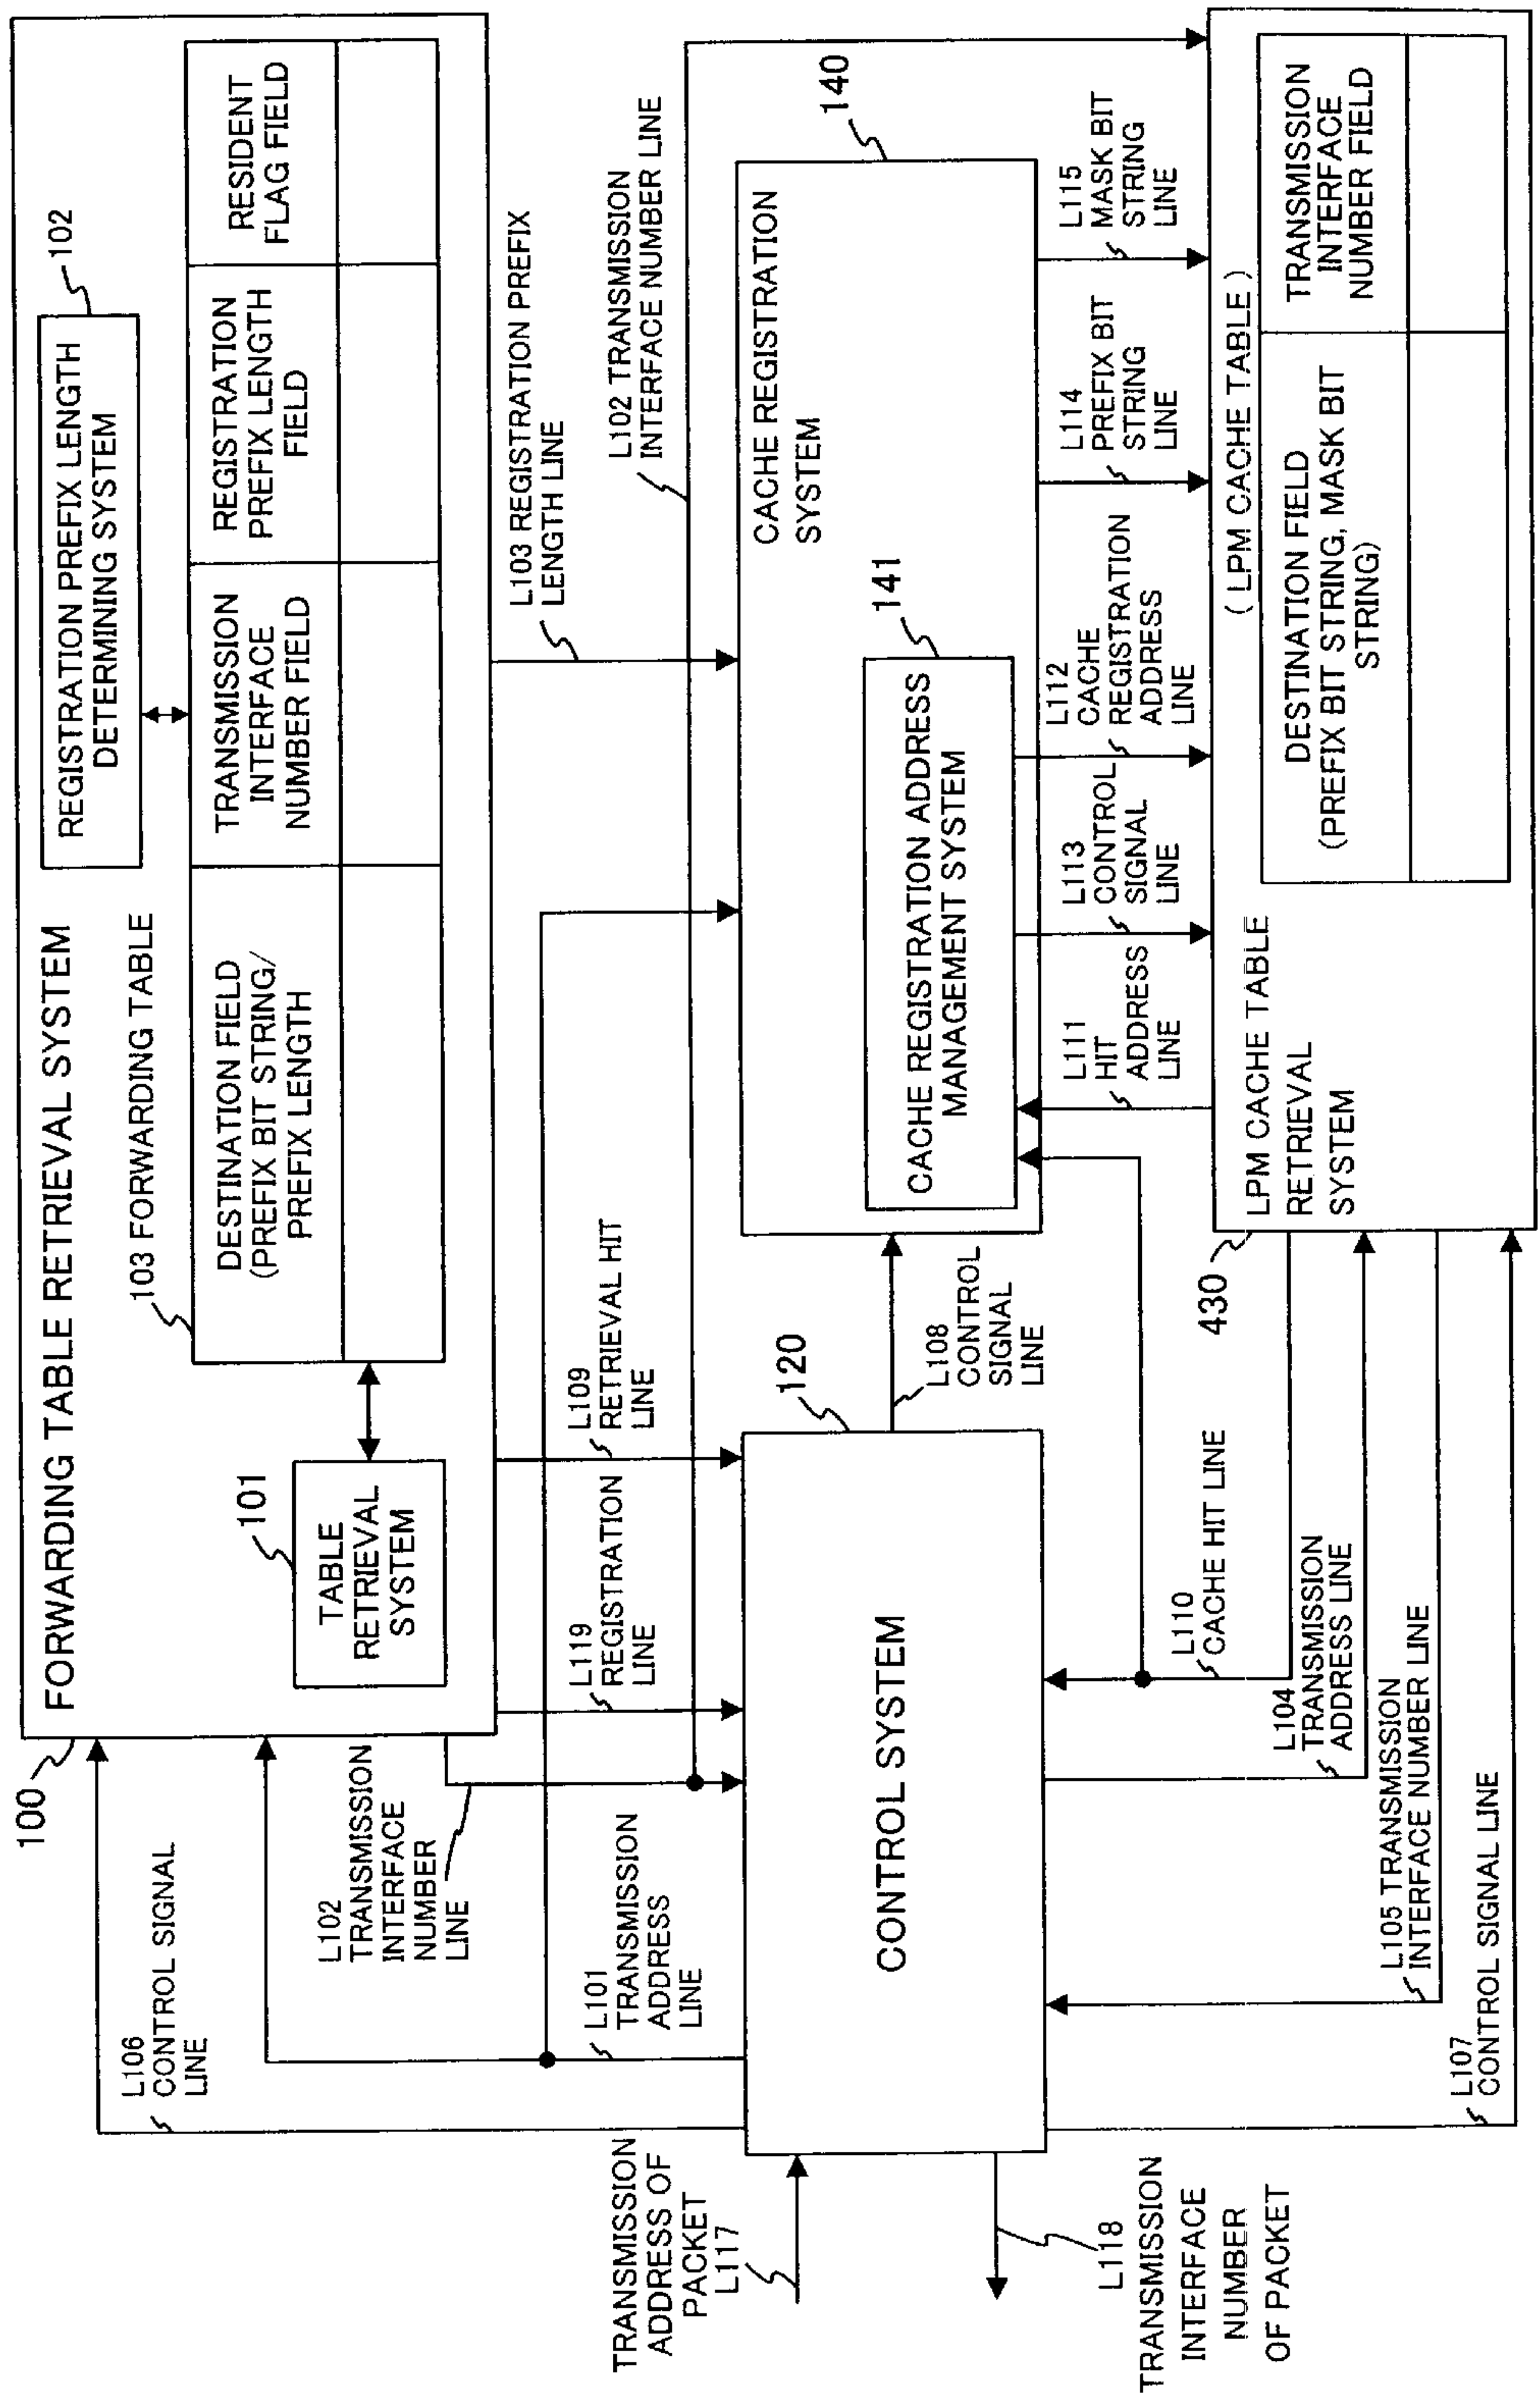 FORWARDING TABLE RETRIEVAL SYSTEM
100
REGISTRATION PREFIX LENGTH
DETERMINING SYSTEM
102
103 FORWARDING TABLE
DESTINATION FIELD
(PREFIX BIT STRING/
PREFIX LENGTH
TRANSMISSION
INTERFACE
NUMBER FIELD
REGISTRATION
PREFIX LENGTH
FIELD
RESIDENT
FLAG FIELD
101
TABLE
RETRIEVAL
SYSTEM
L106
CONTROL SIGNAL
LINE
L102
TRANSMISSION
INTERFACE
NUMBER
LINE
L101
TRANSMISSION
ADDRESS
LINE
L119
REGISTRATION
LINE
L109
RETRIEVAL HIT
LINE
L103 REGISTRATION PREFIX
LENGTH LINE
L102 TRANSMISSION
INTERFACE NUMBER LINE
TRANSMISSION
ADDRESS OF
PACKET
L117
L118
TRANSMISSION
INTERFACE
NUMBER
OF PACKET
CONTROL SYSTEM
120
L108
CONTROL
SIGNAL
LINE
CACHE REGISTRATION
SYSTEM
140
141
CACHE REGISTRATION ADDRESS
MANAGEMENT SYSTEM
L110
CACHE HIT LINE
L104
TRANSMISSION
ADDRESS LINE
L105 TRANSMISSION
INTERFACE NUMBER LINE
L107
CONTROL SIGNAL LINE
L111
HIT
ADDRESS
LINE
L113
CONTROL
SIGNAL
LINE
L112
CACHE
REGISTRATION
ADDRESS
LINE
L114
PREFIX BIT
STRING
LINE
L115
MASK BIT
STRING
LINE
430
LPM CACHE TABLE
RETRIEVAL
SYSTEM
( LPM CACHE TABLE )
DESTINATION FIELD
(PREFIX BIT STRING, MASK BIT
STRING)
TRANSMISSION
INTERFACE
NUMBER FIELD